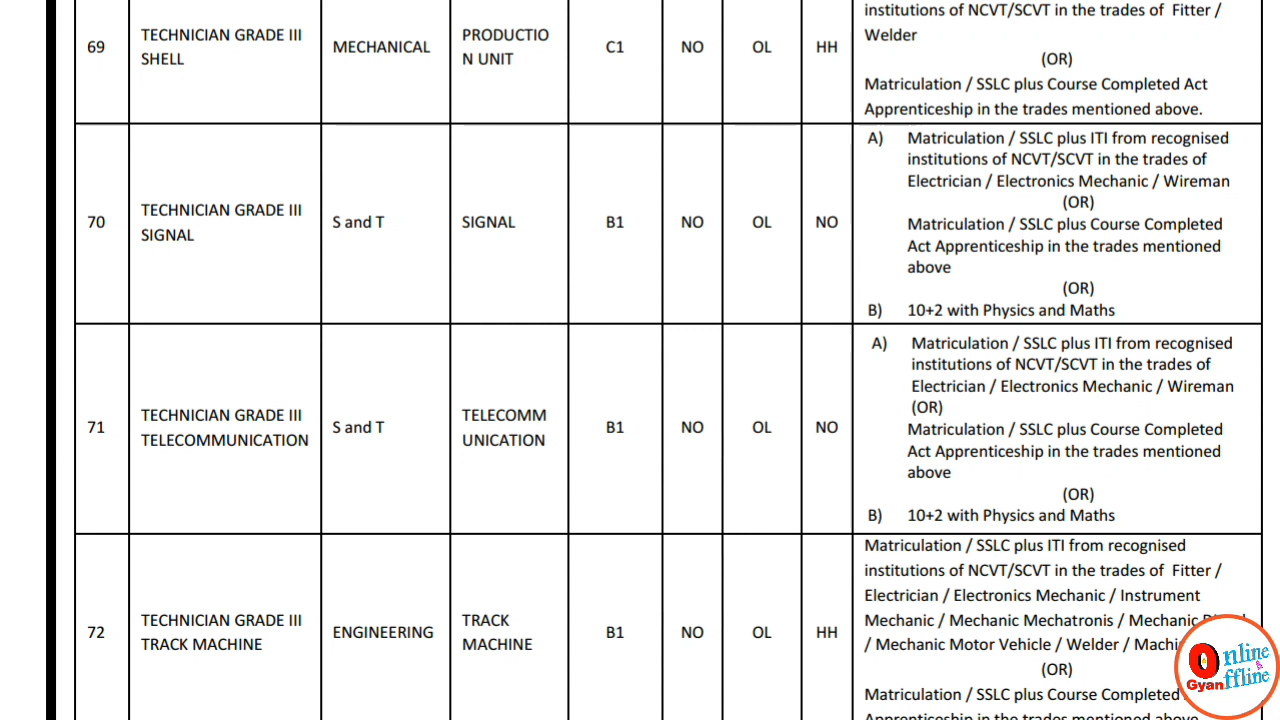 69
TECHNICIAN GRADE III
SHELL
MECHANICAL
PRODUCTIO
N UNIT
C1
NO
OL
HH
institutions of NCVT/SCVT in the trades of Fitter /
Welder
(OR)
Matriculation / SSLC plus Course Completed Act
Apprenticeship in the trades mentioned above.
70
TECHNICIAN GRADE III
SIGNAL
S and T
SIGNAL
B1
NO
OL
NO
A) Matriculation / SSLC plus ITI from recognised
institutions of NCVT/SCVT in the trades of
Electrician / Electronics Mechanic / Wireman
(OR)
Matriculation / SSLC plus Course Completed
Act Apprenticeship in the trades mentioned
above
(OR)
B) 10+2 with Physics and Maths
71
TECHNICIAN GRADE III
TELECOMMUNICATION
S and T
TELECOMM
UNICATION
B1
NO
OL
NO
A) Matriculation / SSLC plus ITI from recognised
institutions of NCVT/SCVT in the trades of
Electrician / Electronics Mechanic / Wireman
(OR)
Matriculation / SSLC plus Course Completed
Act Apprenticeship in the trades mentioned
above
(OR)
B) 10+2 with Physics and Maths
72
TECHNICIAN GRADE III
TRACK MACHINE
ENGINEERING
TRACK
MACHINE
B1
NO
OL
HH
Matriculation / SSLC plus ITI from recognised
institutions of NCVT/SCVT in the trades of Fitter /
Electrician / Electronics Mechanic / Instrument
Mechanic / Mechanic Mechatronis / Mechanic
/ Mechanic Motor Vehicle / Welder /
(OR)
Matriculation / SSLC plus Course Completed
Apprenticeship in the trades mentioned above
Online
&
Offline
Gyan